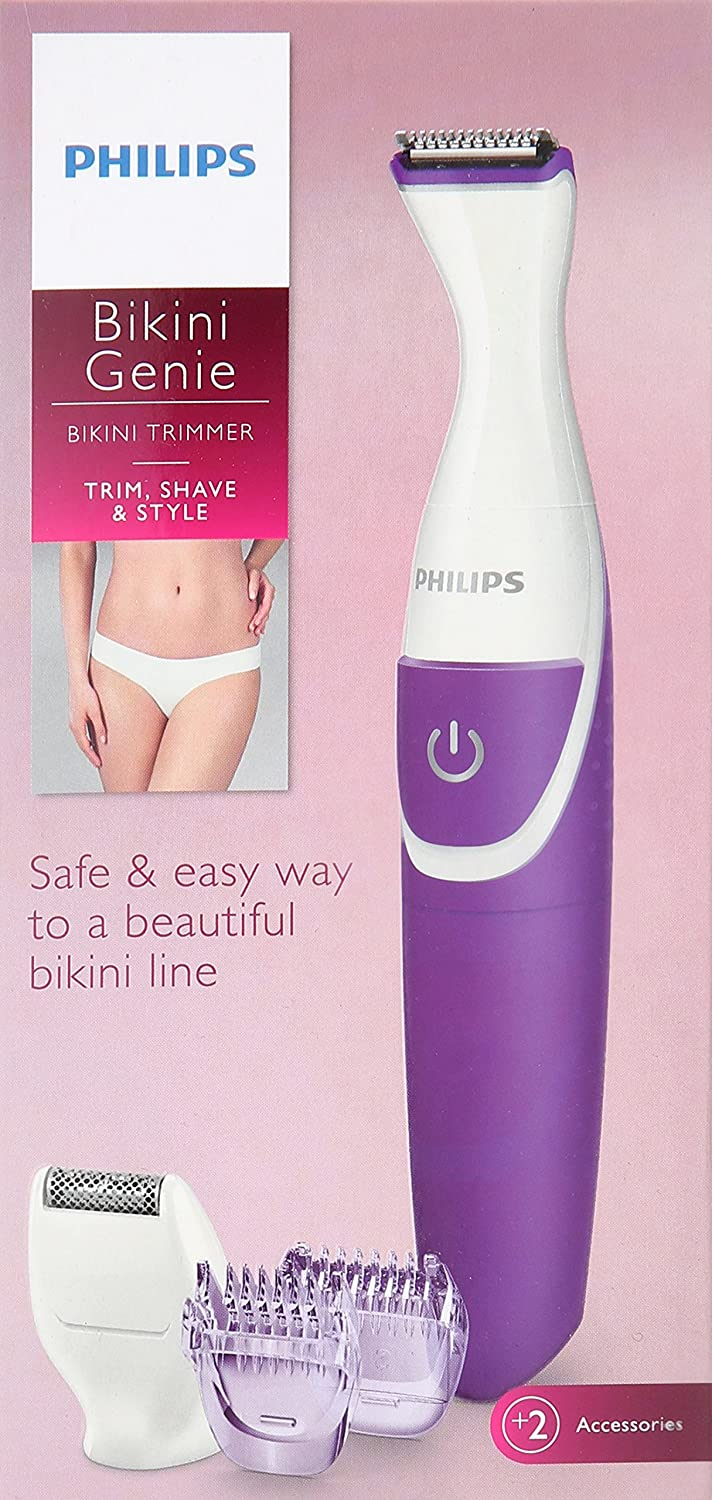 PHILIPS
Bikini
Genie
BIKINI TRIMMER
TRIM, SHAVE
& STYLE
PHILIPS
Safe & easy way
to a beautiful
bikini line
+2 Accessories